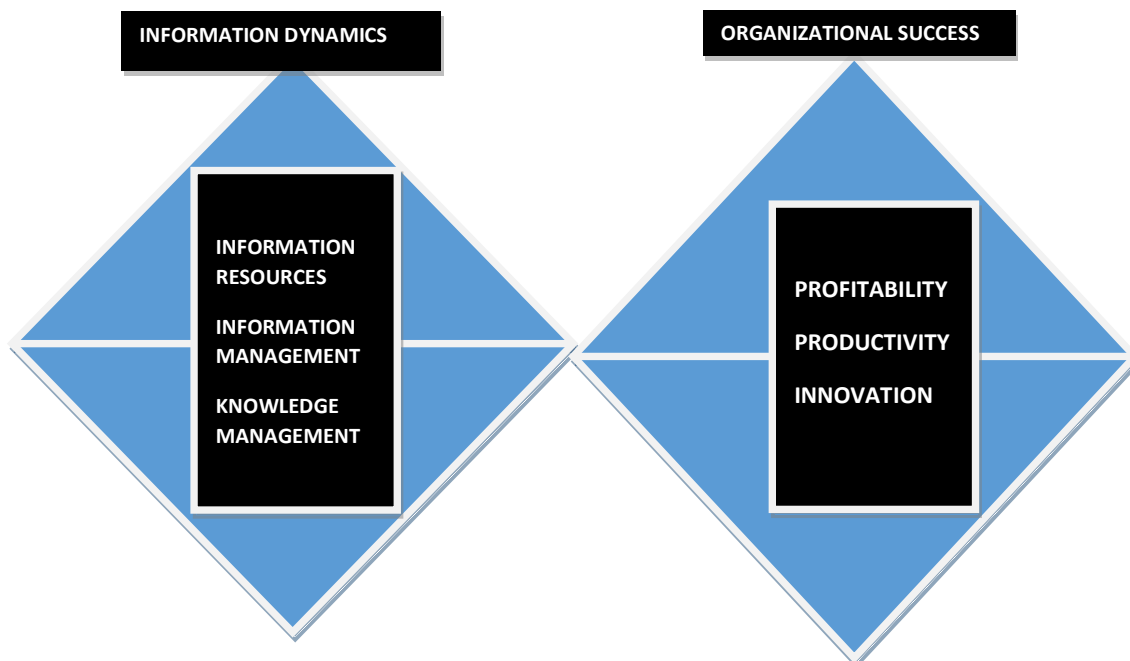 INFORMATION DYNAMICS
INFORMATION
RESOURCES
INFORMATION
MANAGEMENT
KNOWLEDGE
MANAGEMENT
ORGANIZATIONAL SUCCESS
PROFITABILITY
PRODUCTIVITY
INNOVATION